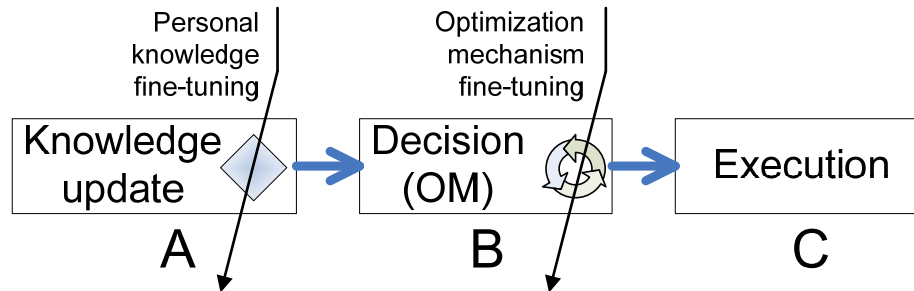 Personal
knowledge
fine-tuning
Optimization
mechanism
fine-tuning
Knowledge
update
Decision
(OM)
Execution
A
B
C